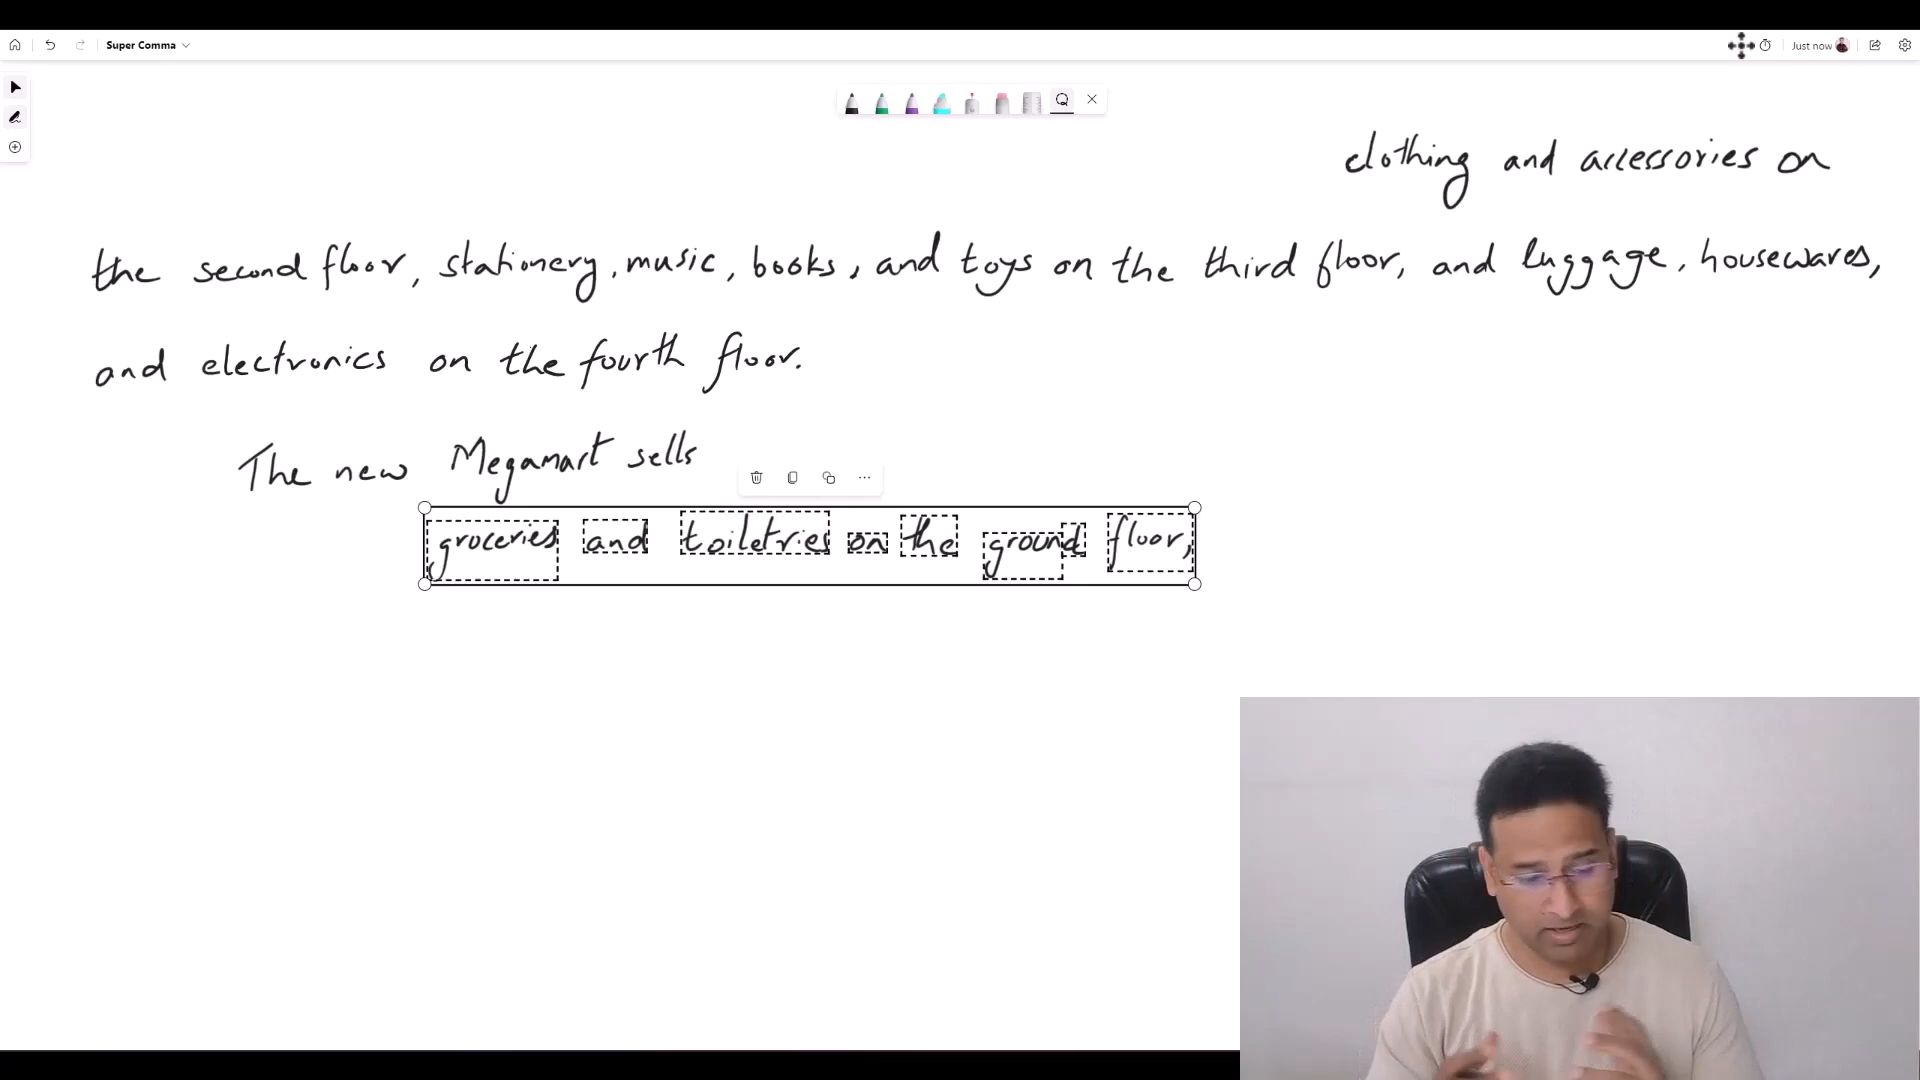 Super Comma
Just now
clothing and accessories on
the second floor, stationery, music, books, and toys on the third floor, and luggage, housewares,
and electronics on the fourth floor.
The new Megamart sells
groceries and toiletries on the ground floor,